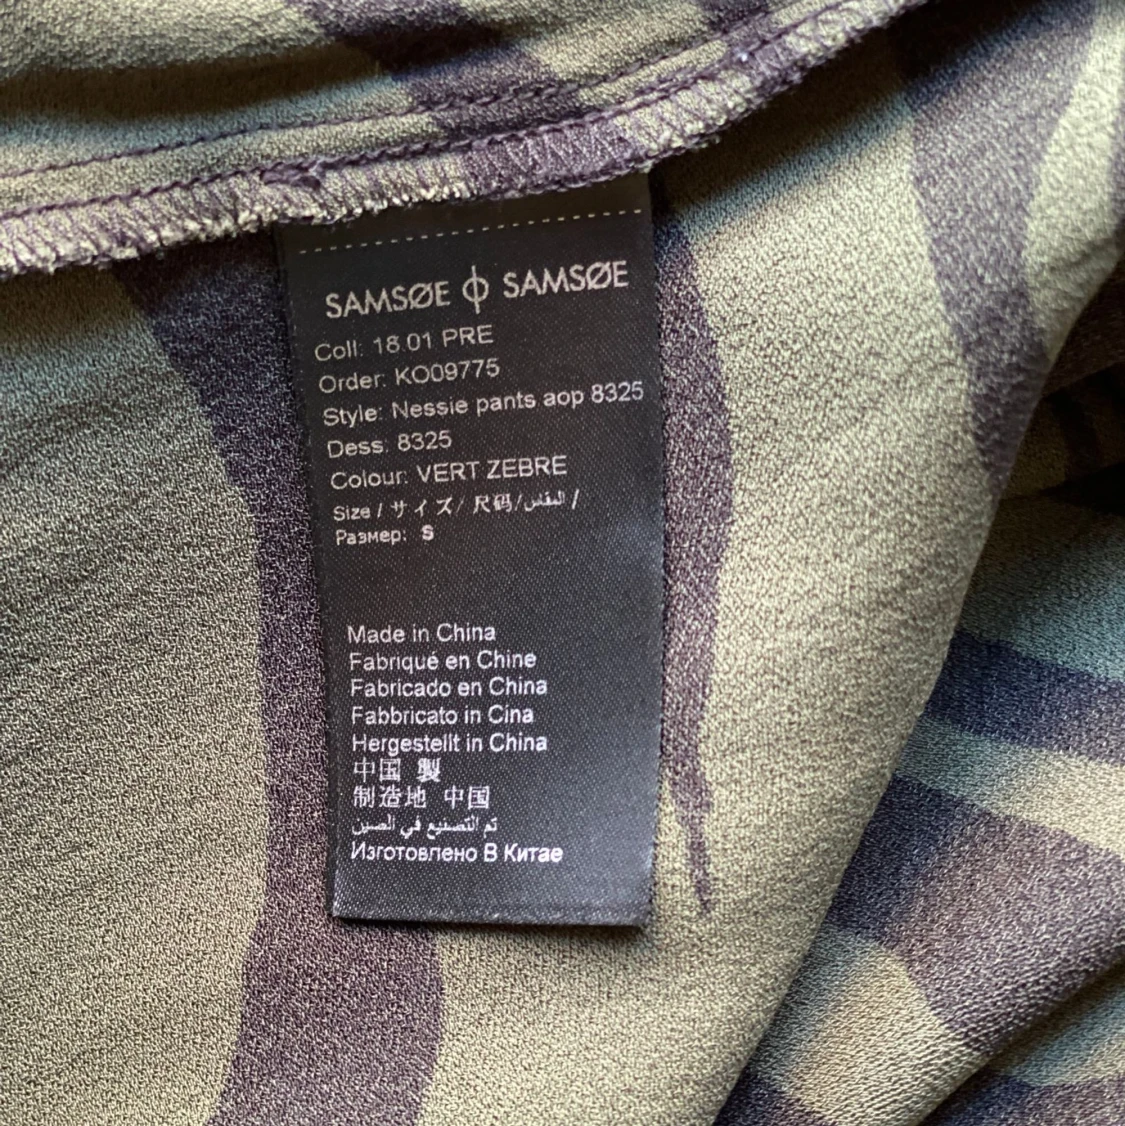 SAMSØE ф SAMSØE
Coll: 18.01 PRE
Order: KO09775
Style: Nessie pants aop 8325
Dess: 8325
Colour: VERT ZEBRE
Size / サイズ/ 尺码/المقاس /
Размер: S
Made in China
Fabriqué en Chine
Fabricado en China
Fabbricato in Cina
Hergestellt in China
中国 製
制造地 中国
تم التصنيع في الصين
Изготовлено В Китае